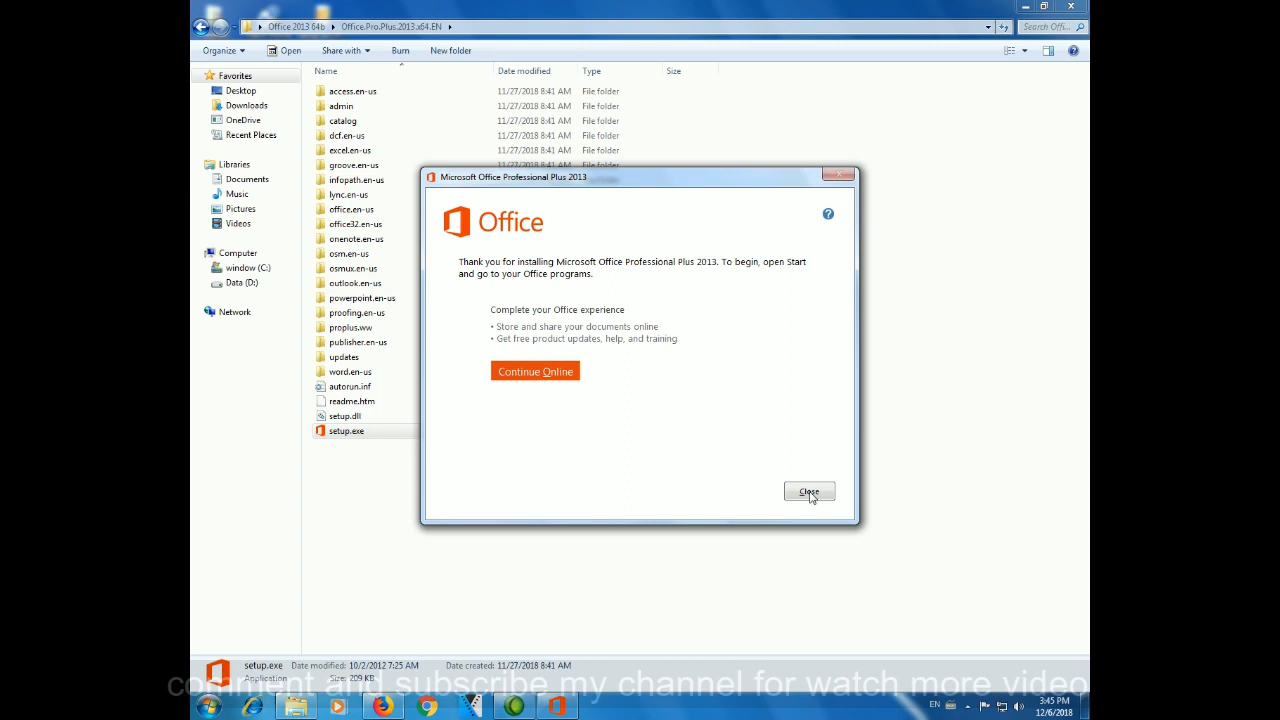 Office 2013 64b Office.Pro.Plus.2013.x64.EN Search Offi...
Organize Open Share with Burn New folder
Name Date modified Type Size
Favorites
Desktop
Downloads
OneDrive
Recent Places
Libraries
Documents
Music
Pictures
Videos
Computer
window (C:)
Data (D:)
Network
access.en-us 11/27/2018 8:41 AM File folder
admin 11/27/2018 8:41 AM File folder
catalog 11/27/2018 8:41 AM File folder
dcf.en-us 11/27/2018 8:41 AM File folder
excel.en-us 11/27/2018 8:41 AM File folder
groove.en-us 11/27/2018 8:41 AM File folder
infopath.en-us
lync.en-us
office.en-us
office32.en-us
onenote.en-us
osm.en-us
osmux.en-us
outlook.en-us
powerpoint.en-us
proofing.en-us
proplus.ww
publisher.en-us
updates
word.en-us
autorun.inf
readme.htm
setup.dll
setup.exe
Microsoft Office Professional Plus 2013
Office
Thank you for installing Microsoft Office Professional Plus 2013. To begin, open Start
and go to your Office programs.
Complete your Office experience
• Store and share your documents online
• Get free product updates, help, and training
Continue Online
Close
setup.exe Date modified: 10/2/2012 7:25 AM Date created: 11/27/2018 8:41 AM
Application Size: 209 KB
comment and subscribe my channel for watch more video
EN 3:45 PM
12/6/2018